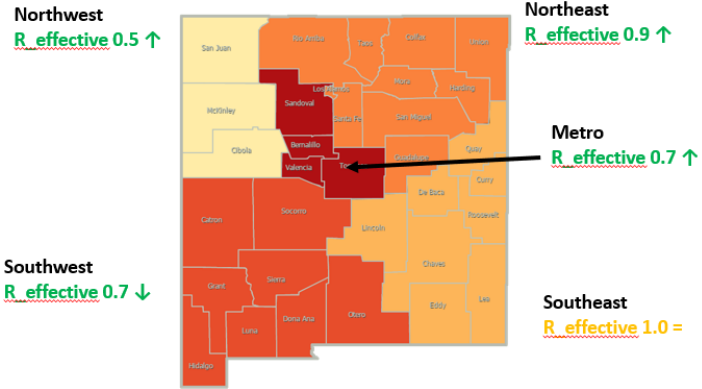 Northwest
R_effective 0.5 ↑
Northeast
R_effective 0.9 ↑
San Juan
Rio Arriba
Taos
Colfax
Union
Los Alamos
Mora
Harding
McKinley
Sandoval
Santa Fe
San Miguel
Metro
R_effective 0.7 ↑
Cibola
Bernalillo
Valencia
Guadalupe
Quay
Curry
De Baca
Roosevelt
Catron
Socorro
Lincoln
Chaves
Southwest
R_effective 0.7 ↓
Grant
Sierra
Luna
Dona Ana
Otero
Eddy
Lea
Hidalgo
Southeast
R_effective 1.0 =